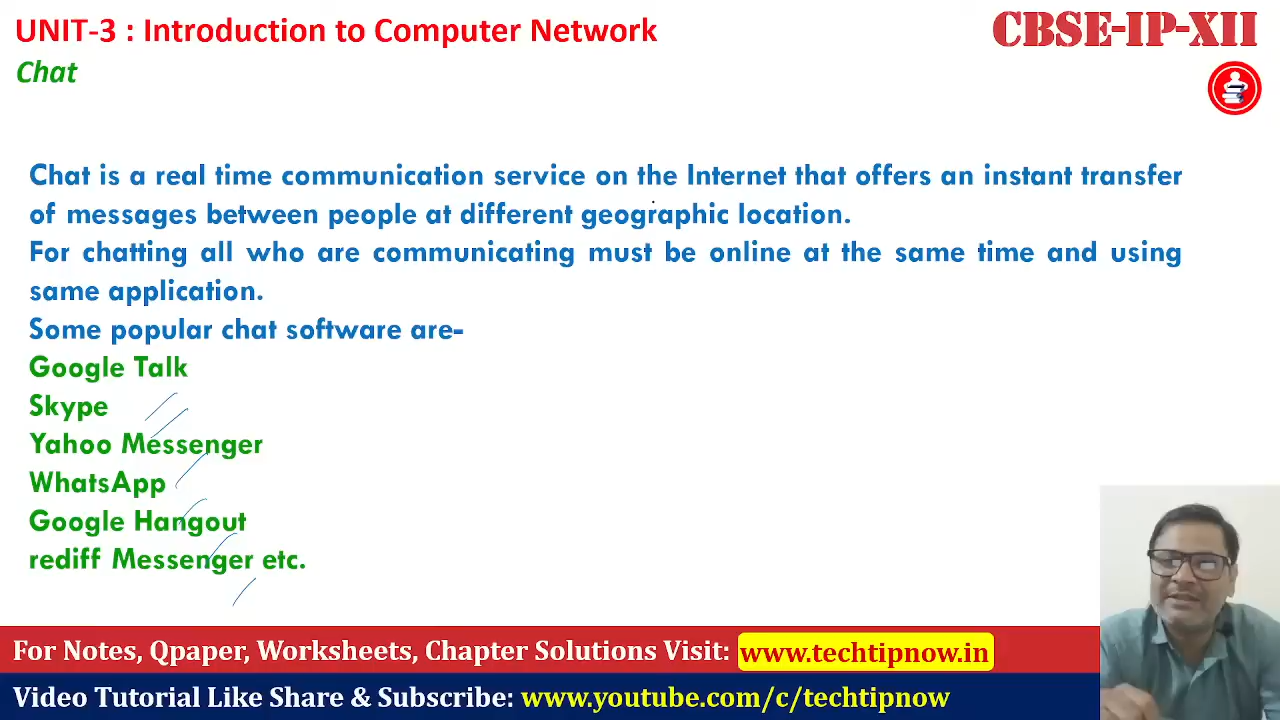 UNIT-3 : Introduction to Computer Network
CBSE-IP-XII
Chat
Chat is a real time communication service on the Internet that offers an instant transfer
of messages between people at different geographic location.
For chatting all who are communicating must be online at the same time and using
same application.
Some popular chat software are-
Google Talk
Skype
Yahoo Messenger
WhatsApp
Google Hangout
rediff Messenger etc.
For Notes, Qpaper, Worksheets, Chapter Solutions Visit: www.techtipnow.in
Video Tutorial Like Share & Subscribe: www.youtube.com/c/techtipnow